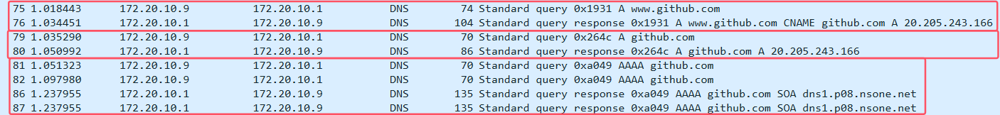 75 1.018443 172.20.10.9 172.20.10.1 DNS 74 Standard query 0x1931 A www.github.com
76 1.034451 172.20.10.1 172.20.10.9 DNS 104 Standard query response 0x1931 A www.github.com CNAME github.com A 20.205.243.166
79 1.035290 172.20.10.9 172.20.10.1 DNS 70 Standard query 0x264c A github.com
80 1.050992 172.20.10.1 172.20.10.9 DNS 86 Standard query response 0x264c A github.com A 20.205.243.166
81 1.051323 172.20.10.9 172.20.10.1 DNS 70 Standard query 0xa049 AAAA github.com
82 1.097980 172.20.10.9 172.20.10.1 DNS 70 Standard query 0xa049 AAAA github.com
86 1.237955 172.20.10.1 172.20.10.9 DNS 135 Standard query response 0xa049 AAAA github.com SOA dns1.p08.nsone.net
87 1.237955 172.20.10.1 172.20.10.9 DNS 135 Standard query response 0xa049 AAAA github.com SOA dns1.p08.nsone.net